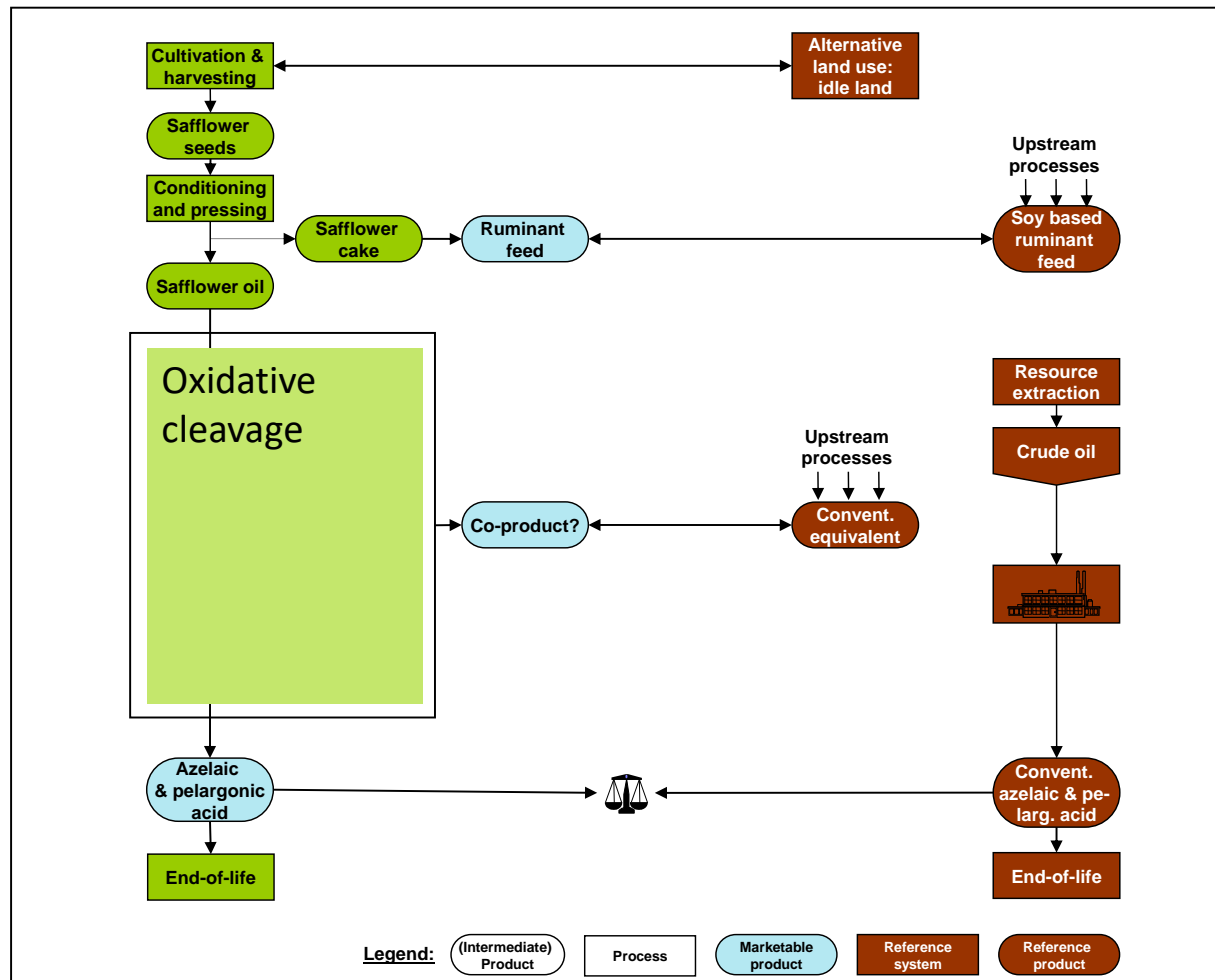 Cultivation &
harvesting
Alternative
land use:
idle land
Safflower
seeds
Upstream
processes
Conditioning
and pressing
Safflower
cake
Ruminant
feed
Soy based
ruminant
feed
Safflower oil
Oxidative
cleavage
Resource
extraction
Upstream
processes
Crude oil
Co-product?
Convent.
equivalent
Azelaic
& pelargonic
acid
Convent.
azelaic & pe-
larg. acid
End-of-life
End-of-life
Legend:
(Intermediate)
Product
Process
Marketable
product
Reference
system
Reference
product